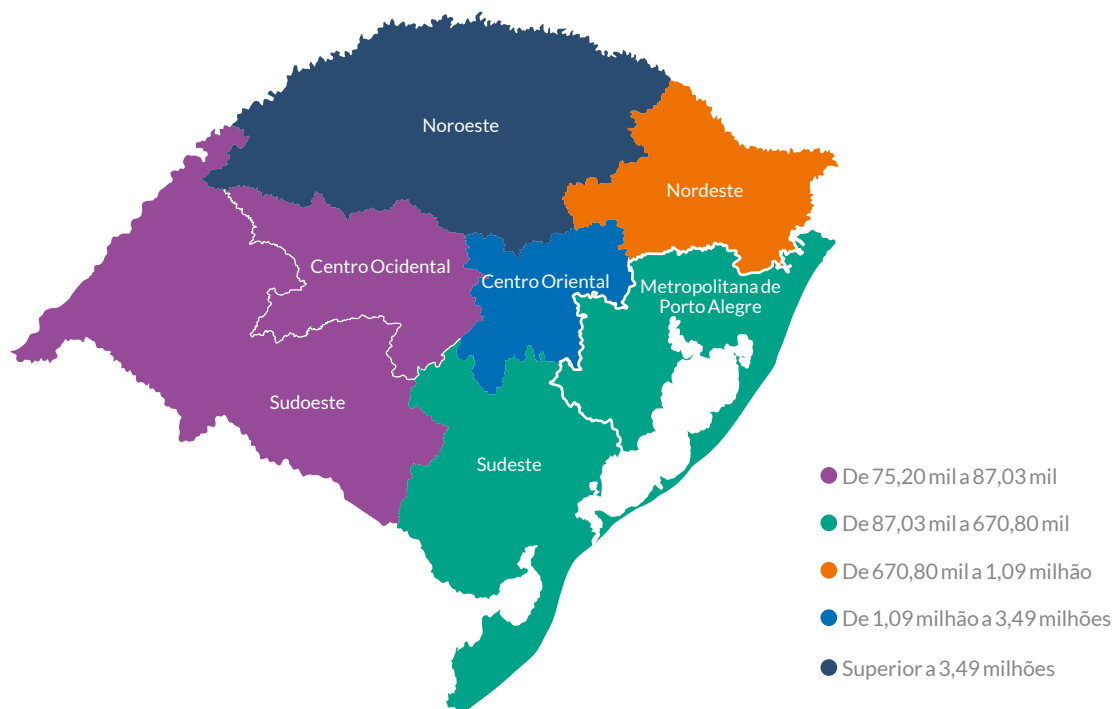 Noroeste
Nordeste
Centro Ocidental
Centro Oriental
Metropolitana de
Porto Alegre
Sudoeste
Sudeste
De 75,20 mil a 87,03 mil
De 87,03 mil a 670,80 mil
De 670,80 mil a 1,09 milhão
De 1,09 milhão a 3,49 milhões
Superior a 3,49 milhões